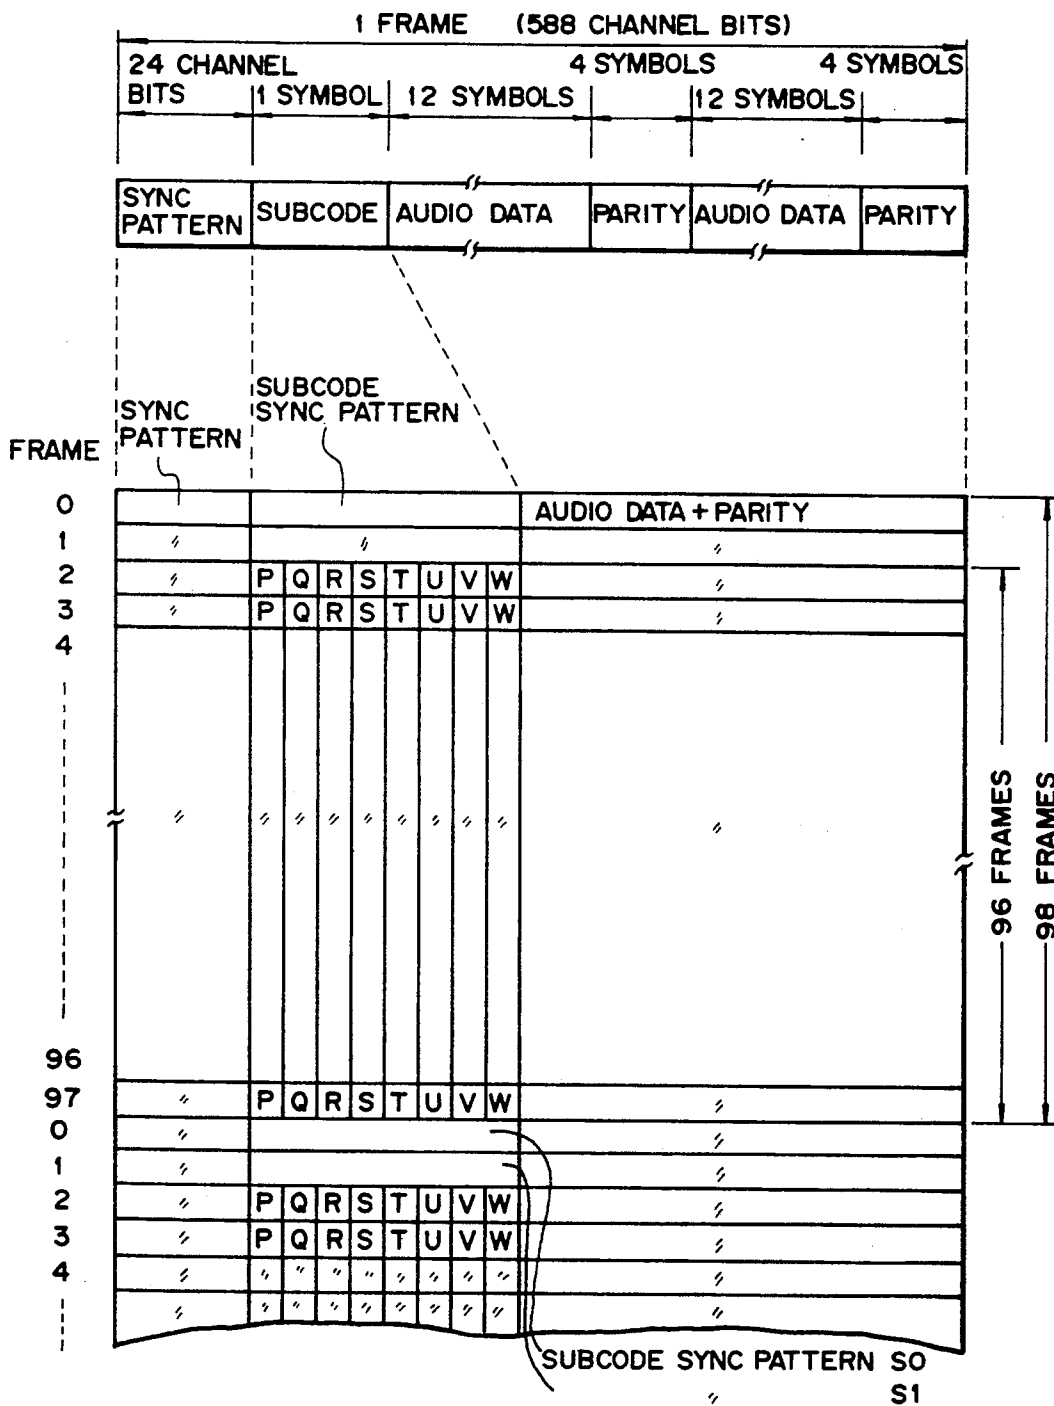 1 FRAME (588 CHANNEL BITS)
24 CHANNEL BITS
1 SYMBOL
12 SYMBOLS
4 SYMBOLS
12 SYMBOLS
4 SYMBOLS
SYNC PATTERN
SUBCODE
AUDIO DATA
PARITY
AUDIO DATA
PARITY
FRAME
SYNC PATTERN
SUBCODE SYNC PATTERN
0
AUDIO DATA + PARITY
1 〃 〃 〃
2 〃 P Q R S T U V W 〃
3 〃 P Q R S T U V W 〃
4
〃 〃 〃 〃 〃 〃 〃 〃 〃 〃
96 FRAMES
98 FRAMES
96
97 〃 P Q R S T U V W 〃
0 〃 〃
1 〃 〃
2 〃 P Q R S T U V W 〃
3 〃 P Q R S T U V W 〃
4 〃 〃 〃 〃 〃 〃 〃 〃 〃 〃
〃 〃 〃 〃 〃 〃 〃 〃 〃 〃
SUBCODE SYNC PATTERN S0
〃 S1